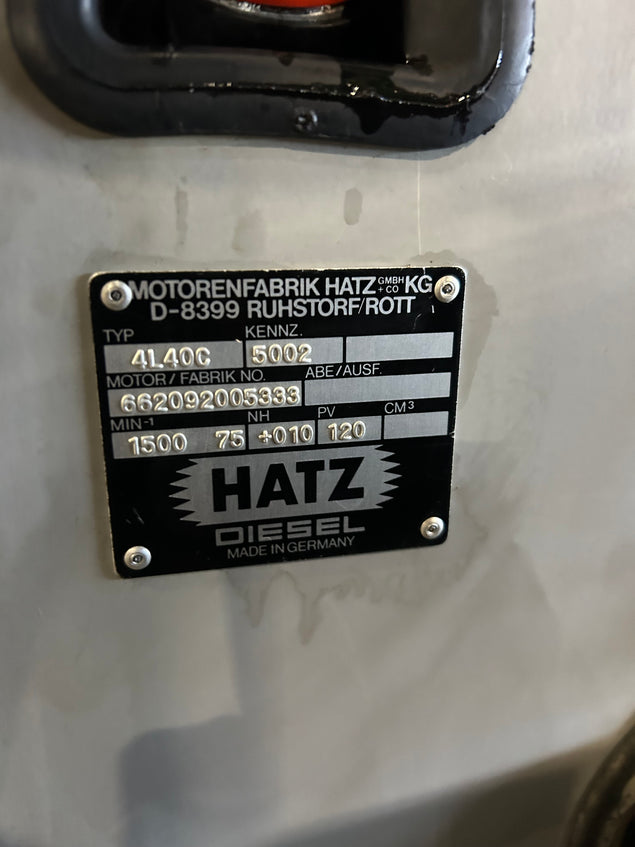 MOTORENFABRIK HATZ GMBH + CO KG
D-8399 RUHSTORF/ROTT
TYP KENNZ.
4L40C 5002
MOTOR/FABRIK NO. ABE/AUSF.
662092005333
MIN-1 NH PV CM³
1500 75 +010 120
HATZ
DIESEL
MADE IN GERMANY